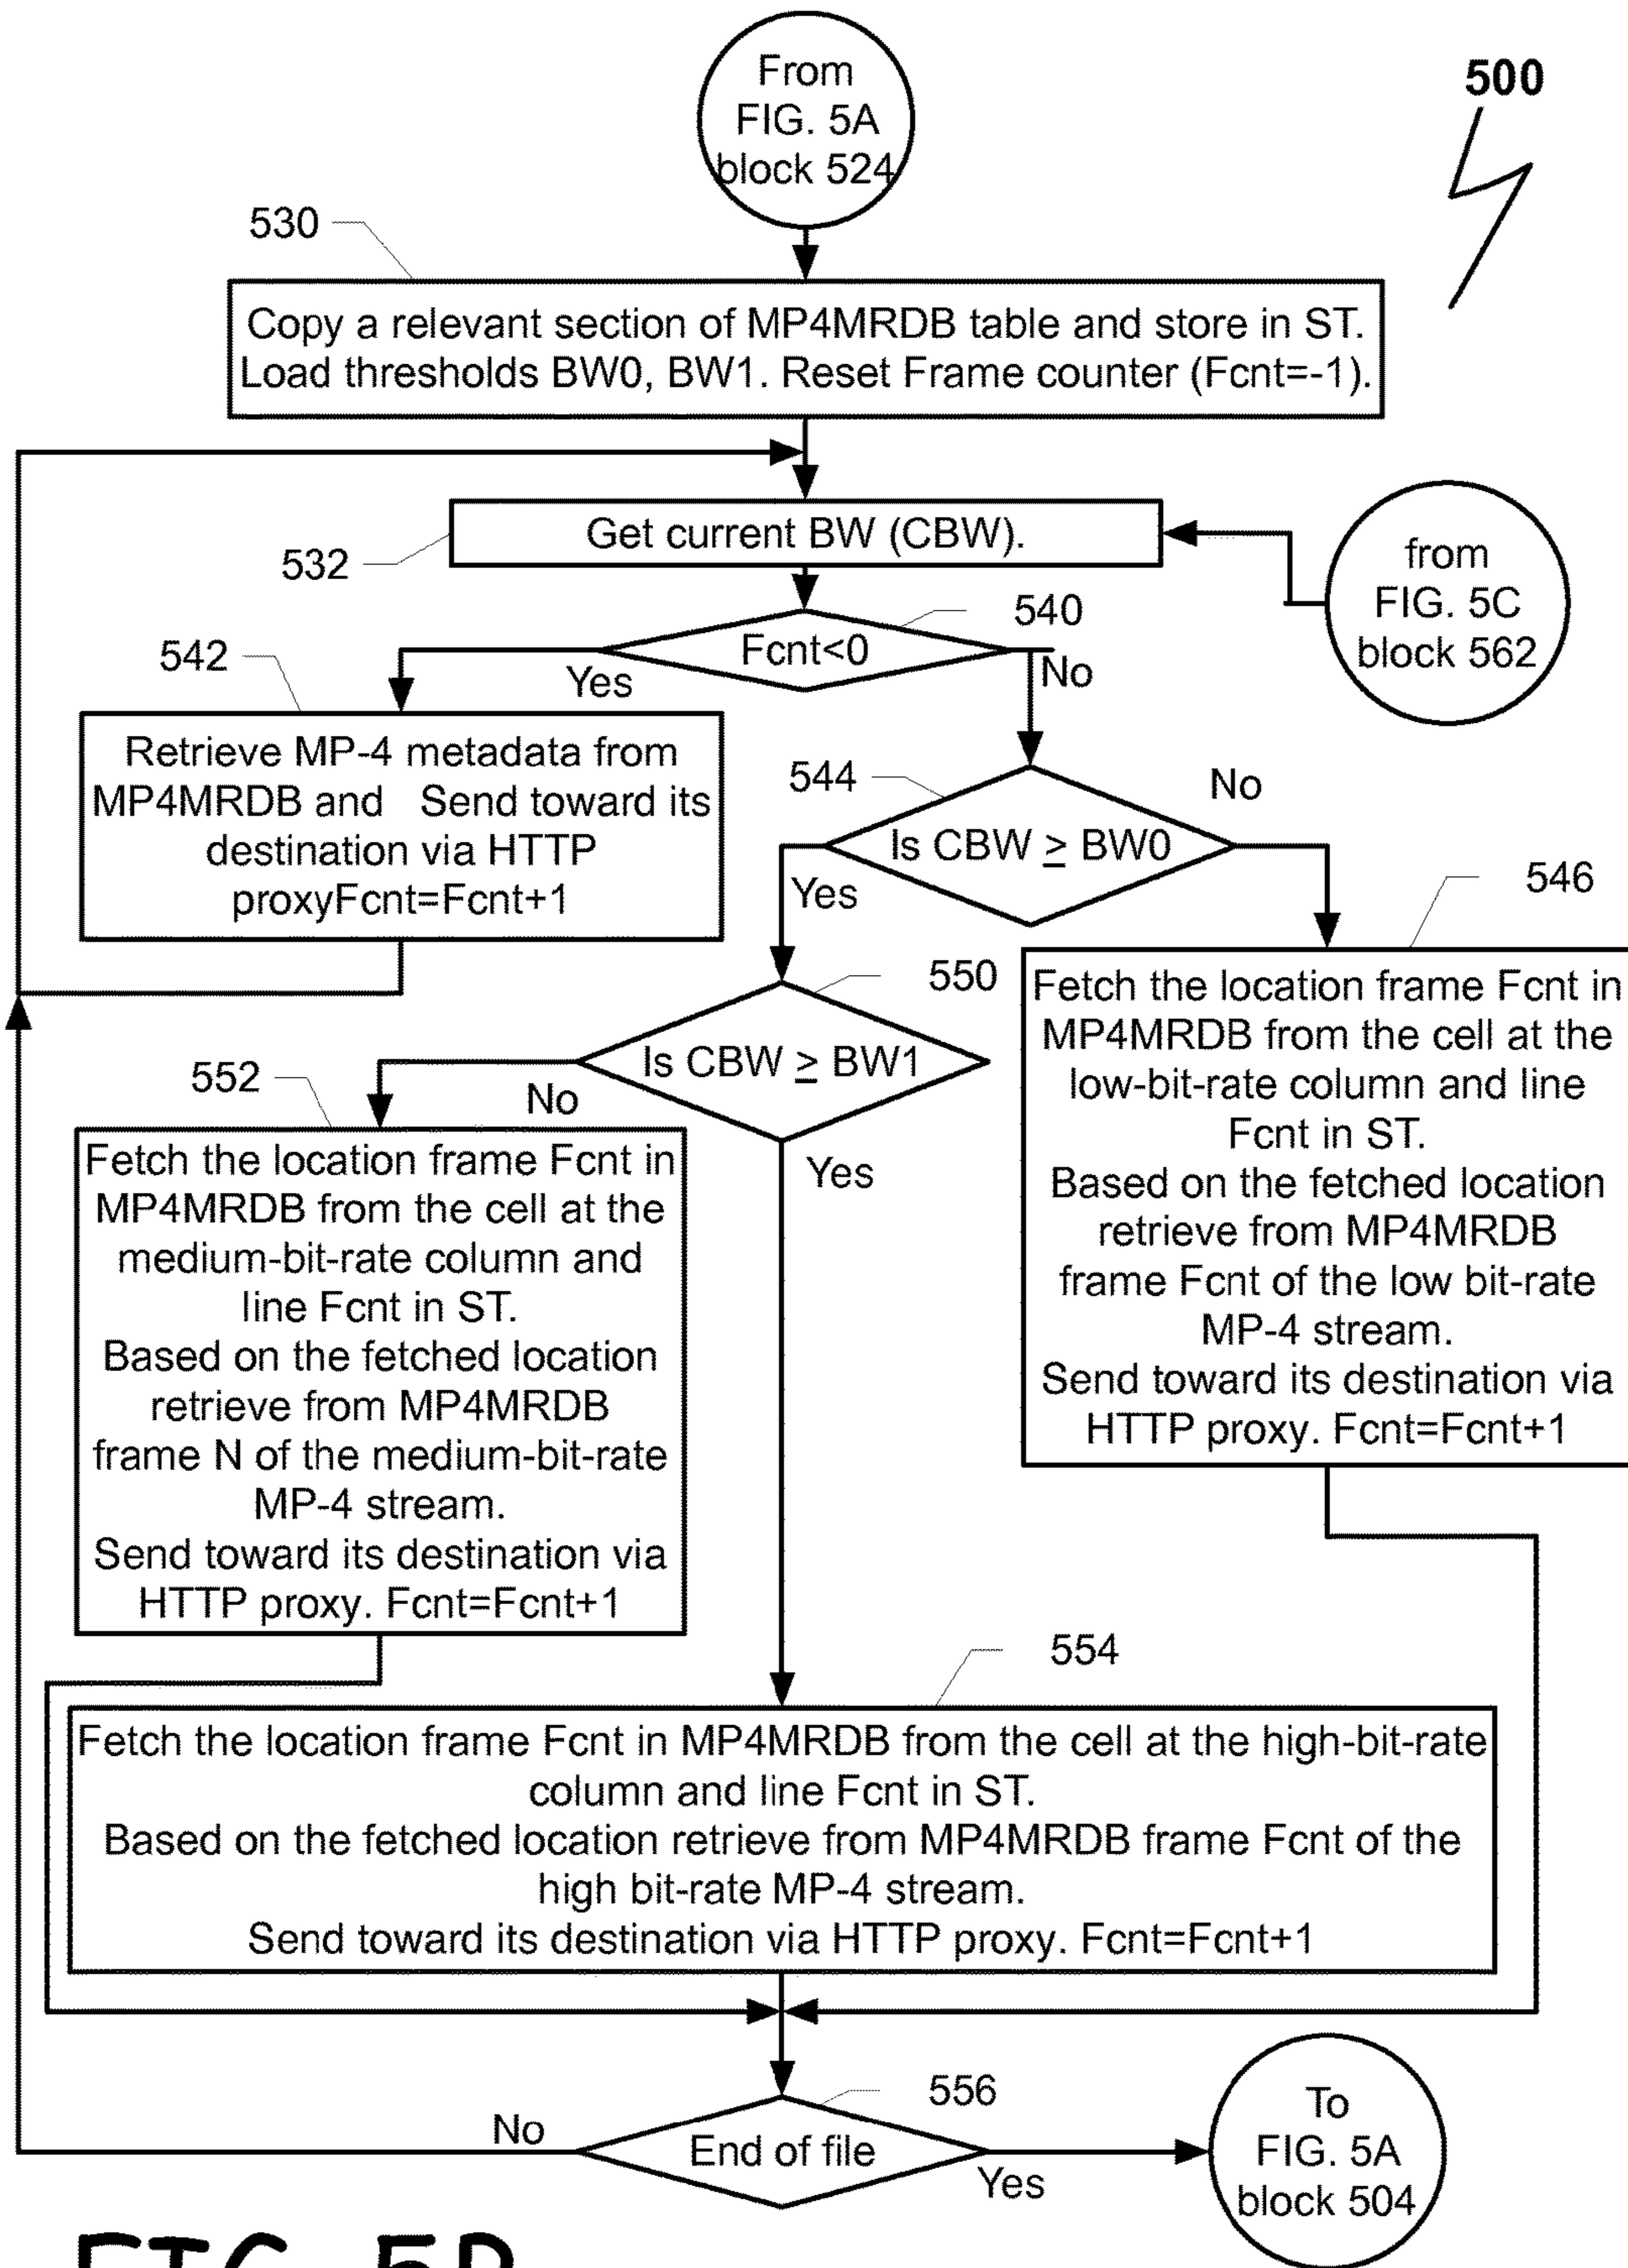 From
FIG. 5A
block 524
500
530
Copy a relevant section of MP4MRDB table and store in ST.
Load thresholds BW0, BW1. Reset Frame counter (Fcnt=-1).
Get current BW (CBW).
532
from
FIG. 5C
block 562
540
Fcnt<0
Yes
No
542
Retrieve MP-4 metadata from
MP4MRDB and   Send toward its
destination via HTTP
proxyFcnt=Fcnt+1
544
Is CBW ≥ BW0
No
Yes
546
Fetch the location frame Fcnt in
MP4MRDB from the cell at the
low-bit-rate column and line
Fcnt in ST.
Based on the fetched location
retrieve from MP4MRDB
frame Fcnt of the low bit-rate
MP-4 stream.
Send toward its destination via
HTTP proxy. Fcnt=Fcnt+1
550
Is CBW ≥ BW1
No
Yes
552
Fetch the location frame Fcnt in
MP4MRDB from the cell at the
medium-bit-rate column and
line Fcnt in ST.
Based on the fetched location
retrieve from MP4MRDB
frame N of the medium-bit-rate
MP-4 stream.
Send toward its destination via
HTTP proxy. Fcnt=Fcnt+1
554
Fetch the location frame Fcnt in MP4MRDB from the cell at the high-bit-rate
column and line Fcnt in ST.
Based on the fetched location retrieve from MP4MRDB frame Fcnt of the
high bit-rate MP-4 stream.
Send toward its destination via HTTP proxy. Fcnt=Fcnt+1
556
End of file
No
Yes
To
FIG. 5A
block 504